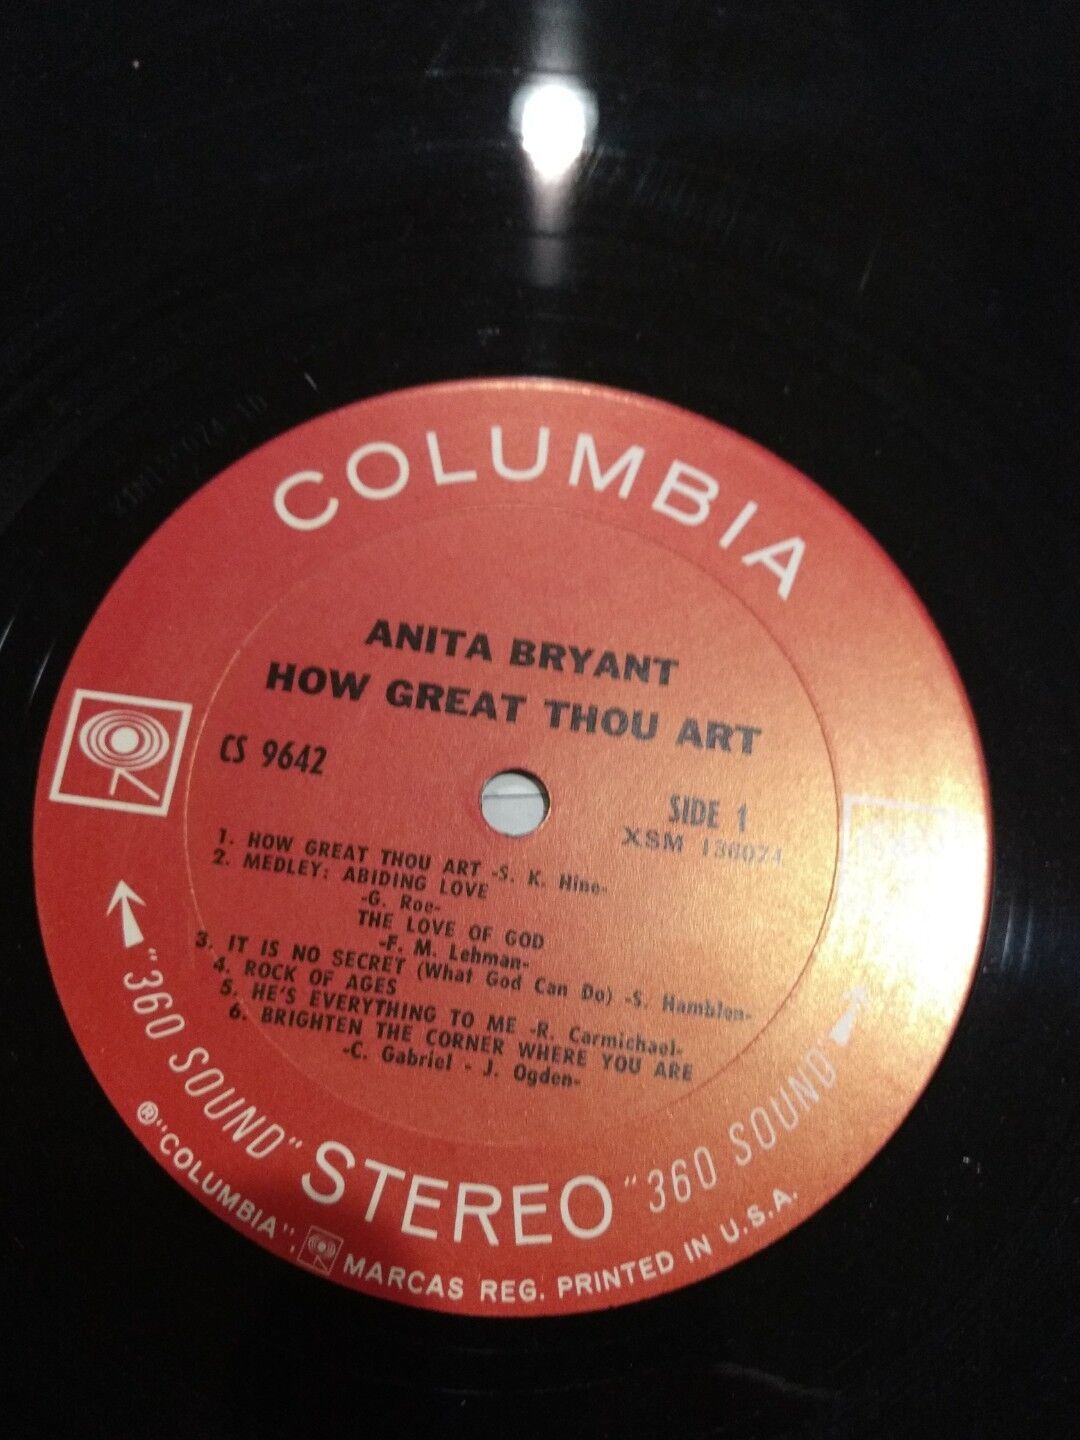 COLUMBIA
ANITA BRYANT
HOW GREAT THOU ART
CS 9642
SIDE 1
XSM 136074
1. HOW GREAT THOU ART -S. K. Hine-
2. MEDLEY: ABIDING LOVE
-G. Roe-
THE LOVE OF GOD
-F. M. Lehman-
3. IT IS NO SECRET (What God Can Do) -S. Hamblen-
4. ROCK OF AGES
5. HE'S EVERYTHING TO ME -R. Carmichael-
6. BRIGHTEN THE CORNER WHERE YOU ARE
-C. Gabriel - J. Ogden-
"360 SOUND" STEREO "360 SOUND"
®"COLUMBIA", MARCAS REG. PRINTED IN U.S.A.